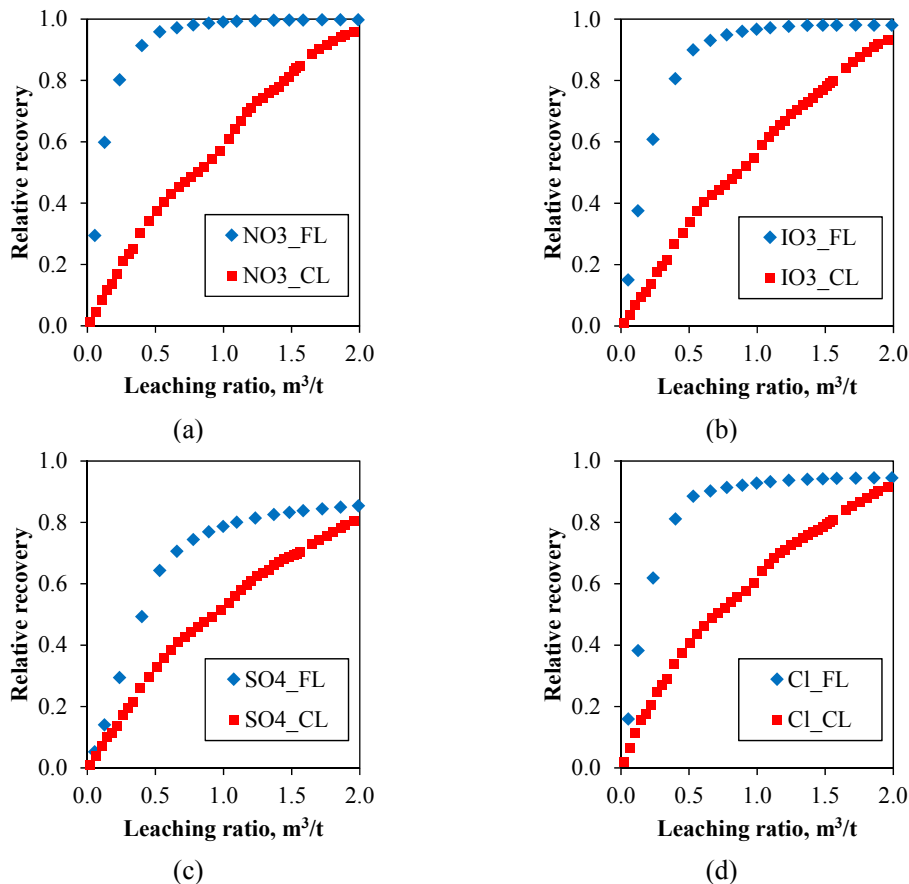 1.0
0.8
0.6
0.4
0.2
0.0
Relative recovery
NO3_FL
NO3_CL
0.0 0.5 1.0 1.5 2.0
Leaching ratio, m³/t
(a)
1.0
0.8
0.6
0.4
0.2
0.0
Relative recovery
IO3_FL
IO3_CL
0.0 0.5 1.0 1.5 2.0
Leaching ratio, m³/t
(b)
1.0
0.8
0.6
0.4
0.2
0.0
Relative recovery
SO4_FL
SO4_CL
0.0 0.5 1.0 1.5 2.0
Leaching ratio, m³/t
(c)
1.0
0.8
0.6
0.4
0.2
0.0
Relative recovery
Cl_FL
Cl_CL
0.0 0.5 1.0 1.5 2.0
Leaching ratio, m³/t
(d)